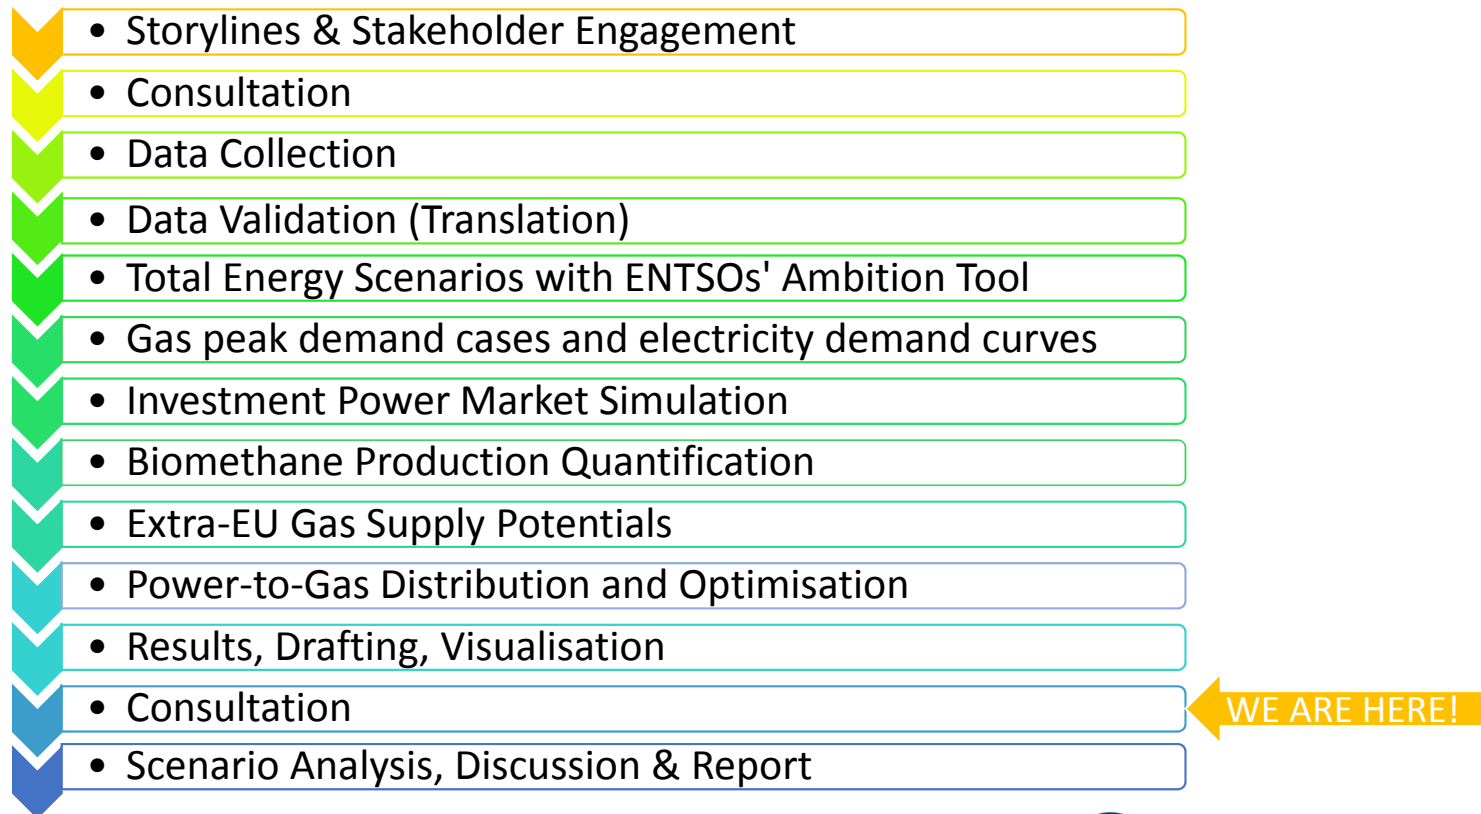 • Storylines & Stakeholder Engagement
• Consultation
• Data Collection
• Data Validation (Translation)
• Total Energy Scenarios with ENTSOs' Ambition Tool
• Gas peak demand cases and electricity demand curves
• Investment Power Market Simulation
• Biomethane Production Quantification
• Extra-EU Gas Supply Potentials
• Power-to-Gas Distribution and Optimisation
• Results, Drafting, Visualisation
• Consultation
WE ARE HERE!
• Scenario Analysis, Discussion & Report